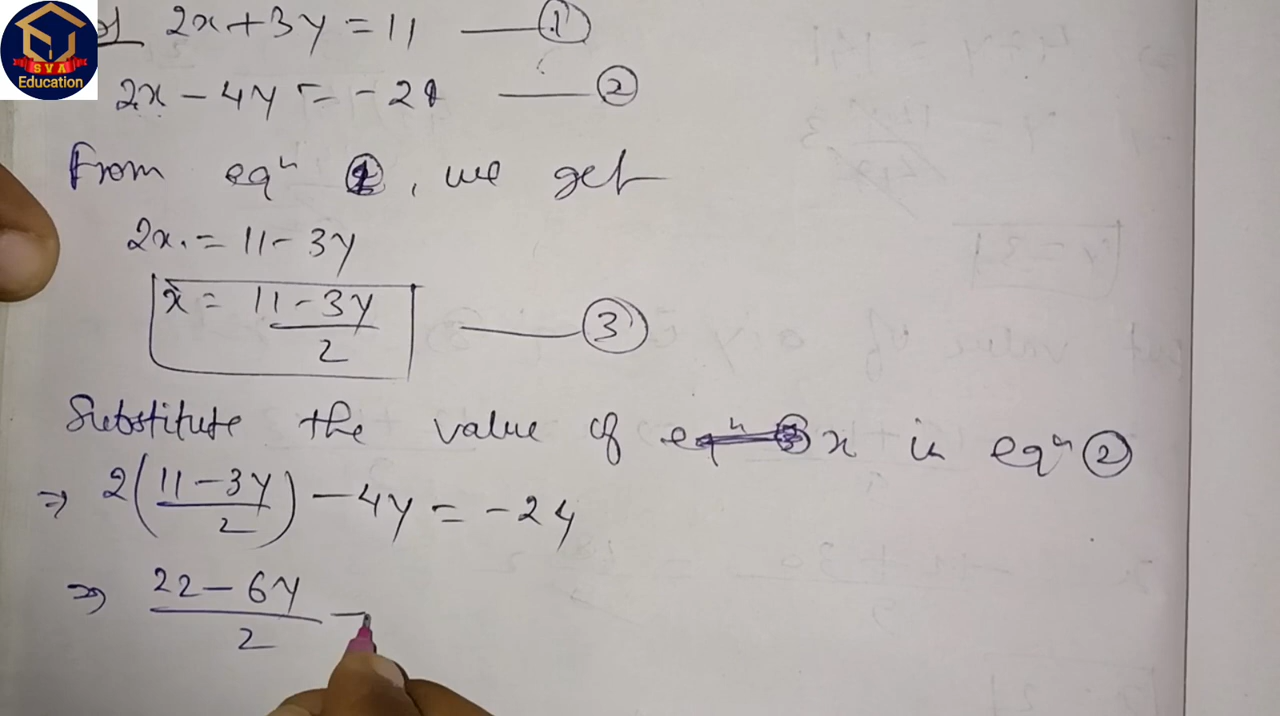 SVA
Education
2x + 3y = 11 —— ①
2x - 4y = -24 —— ②
From eqⁿ ①, we get
2x = 11 - 3y
x = 11 - 3y
2
—— ③
Substitute the value of x in eqⁿ ②
⇒ 2(11 - 3y / 2) - 4y = -24
⇒ 22 - 6y / 2 -